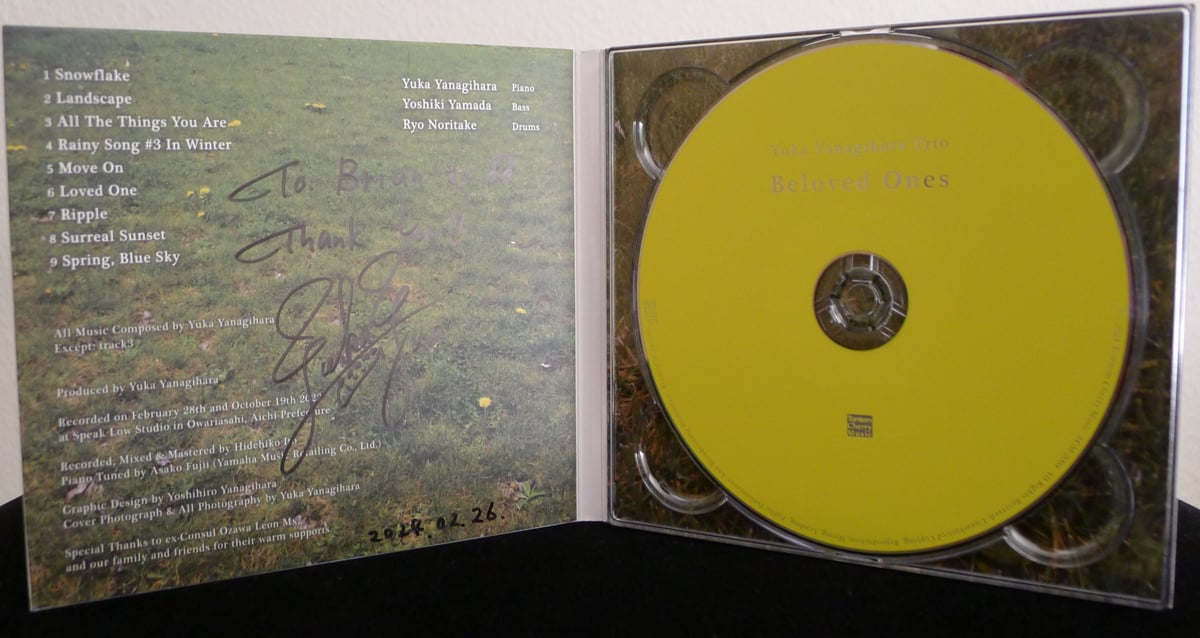 1 Snowflake
2 Landscape
3 All The Things You Are
4 Rainy Song #3 In Winter
5 Move On
6 Loved One
7 Ripple
8 Surreal Sunset
9 Spring, Blue Sky
Yuka Yanagihara Piano
Yoshiki Yamada Bass
Ryo Noritake Drums
To. Brian
Thank you!!
All Music Composed by Yuka Yanagihara
Except: track3
Produced by Yuka Yanagihara
Recorded on February 28th and October 19th
at Speak Low Studio in Owariasahi, Aichi-Prefecture
Recorded, Mixed & Mastered by Hidehiko Ito
Piano Tuned by Asako Fujii (Yamaha Music Retailing Co., Ltd.)
Graphic Design by Yoshihiro Yanagihara
Cover Photograph & All Photography by Yuka Yanagihara
Special Thanks to ex-Consul Ozawa Leon Ms,
and our family and friends for their warm supports.
2024.02.26.
Yuka Yanagihara Trio
Beloved Ones
Cherry
Music